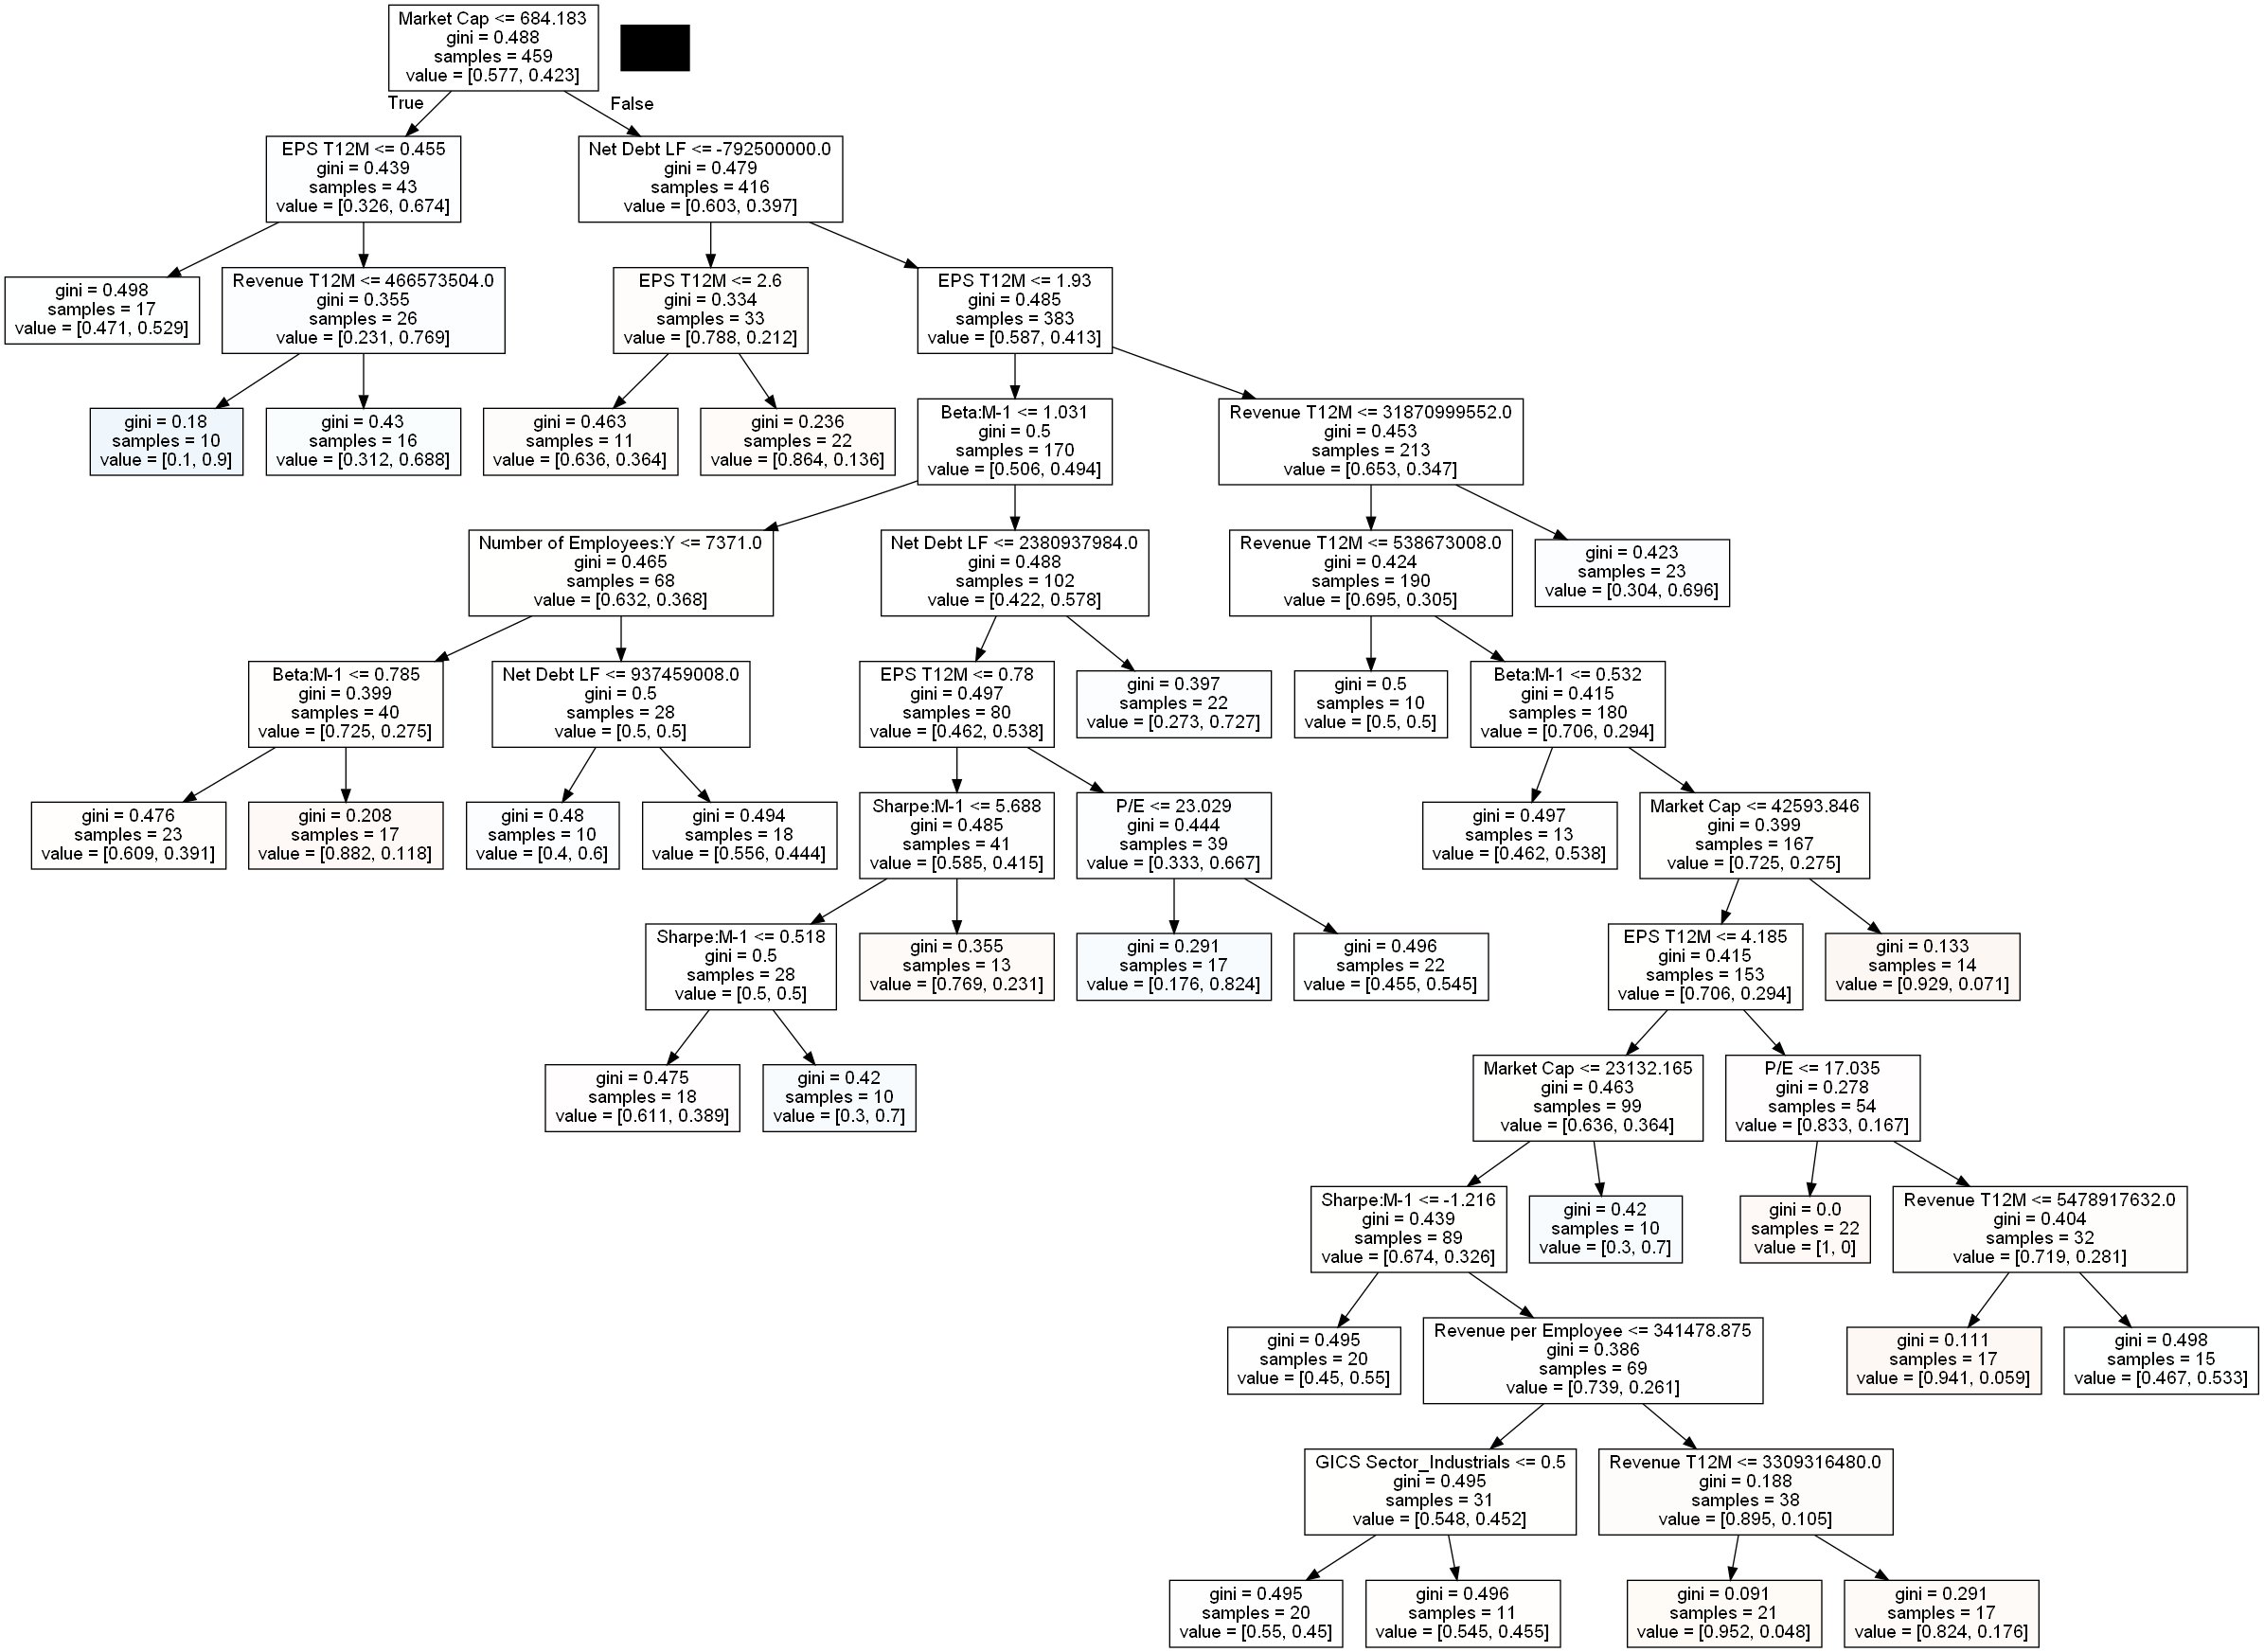 Market Cap <= 684.183
gini = 0.488
samples = 459
value = [0.577, 0.423]
True
False
EPS T12M <= 0.455
gini = 0.439
samples = 43
value = [0.326, 0.674]
Net Debt LF <= -792500000.0
gini = 0.479
samples = 416
value = [0.603, 0.397]
gini = 0.498
samples = 17
value = [0.471, 0.529]
Revenue T12M <= 466573504.0
gini = 0.355
samples = 26
value = [0.231, 0.769]
EPS T12M <= 2.6
gini = 0.334
samples = 33
value = [0.788, 0.212]
EPS T12M <= 1.93
gini = 0.485
samples = 383
value = [0.587, 0.413]
gini = 0.18
samples = 10
value = [0.1, 0.9]
gini = 0.43
samples = 16
value = [0.312, 0.688]
gini = 0.463
samples = 11
value = [0.636, 0.364]
gini = 0.236
samples = 22
value = [0.864, 0.136]
Beta:M-1 <= 1.031
gini = 0.5
samples = 170
value = [0.506, 0.494]
Revenue T12M <= 31870999552.0
gini = 0.453
samples = 213
value = [0.653, 0.347]
Number of Employees:Y <= 7371.0
gini = 0.465
samples = 68
value = [0.632, 0.368]
Net Debt LF <= 2380937984.0
gini = 0.488
samples = 102
value = [0.422, 0.578]
Revenue T12M <= 538673008.0
gini = 0.424
samples = 190
value = [0.695, 0.305]
gini = 0.423
samples = 23
value = [0.304, 0.696]
Beta:M-1 <= 0.785
gini = 0.399
samples = 40
value = [0.725, 0.275]
Net Debt LF <= 937459008.0
gini = 0.5
samples = 28
value = [0.5, 0.5]
EPS T12M <= 0.78
gini = 0.497
samples = 80
value = [0.462, 0.538]
gini = 0.397
samples = 22
value = [0.273, 0.727]
gini = 0.5
samples = 10
value = [0.5, 0.5]
Beta:M-1 <= 0.532
gini = 0.415
samples = 180
value = [0.706, 0.294]
gini = 0.476
samples = 23
value = [0.609, 0.391]
gini = 0.208
samples = 17
value = [0.882, 0.118]
gini = 0.48
samples = 10
value = [0.4, 0.6]
gini = 0.494
samples = 18
value = [0.556, 0.444]
Sharpe:M-1 <= 5.688
gini = 0.485
samples = 41
value = [0.585, 0.415]
P/E <= 23.029
gini = 0.444
samples = 39
value = [0.333, 0.667]
gini = 0.497
samples = 13
value = [0.462, 0.538]
Market Cap <= 42593.846
gini = 0.399
samples = 167
value = [0.725, 0.275]
Sharpe:M-1 <= 0.518
gini = 0.5
samples = 28
value = [0.5, 0.5]
gini = 0.355
samples = 13
value = [0.769, 0.231]
gini = 0.291
samples = 17
value = [0.176, 0.824]
gini = 0.496
samples = 22
value = [0.455, 0.545]
EPS T12M <= 4.185
gini = 0.415
samples = 153
value = [0.706, 0.294]
gini = 0.133
samples = 14
value = [0.929, 0.071]
gini = 0.475
samples = 18
value = [0.611, 0.389]
gini = 0.42
samples = 10
value = [0.3, 0.7]
Market Cap <= 23132.165
gini = 0.463
samples = 99
value = [0.636, 0.364]
P/E <= 17.035
gini = 0.278
samples = 54
value = [0.833, 0.167]
Sharpe:M-1 <= -1.216
gini = 0.439
samples = 89
value = [0.674, 0.326]
gini = 0.42
samples = 10
value = [0.3, 0.7]
gini = 0.0
samples = 22
value = [1, 0]
Revenue T12M <= 5478917632.0
gini = 0.404
samples = 32
value = [0.719, 0.281]
gini = 0.495
samples = 20
value = [0.45, 0.55]
Revenue per Employee <= 341478.875
gini = 0.386
samples = 69
value = [0.739, 0.261]
gini = 0.111
samples = 17
value = [0.941, 0.059]
gini = 0.498
samples = 15
value = [0.467, 0.533]
GICS Sector_Industrials <= 0.5
gini = 0.495
samples = 31
value = [0.548, 0.452]
Revenue T12M <= 3309316480.0
gini = 0.188
samples = 38
value = [0.895, 0.105]
gini = 0.495
samples = 20
value = [0.55, 0.45]
gini = 0.496
samples = 11
value = [0.545, 0.455]
gini = 0.091
samples = 21
value = [0.952, 0.048]
gini = 0.291
samples = 17
value = [0.824, 0.176]